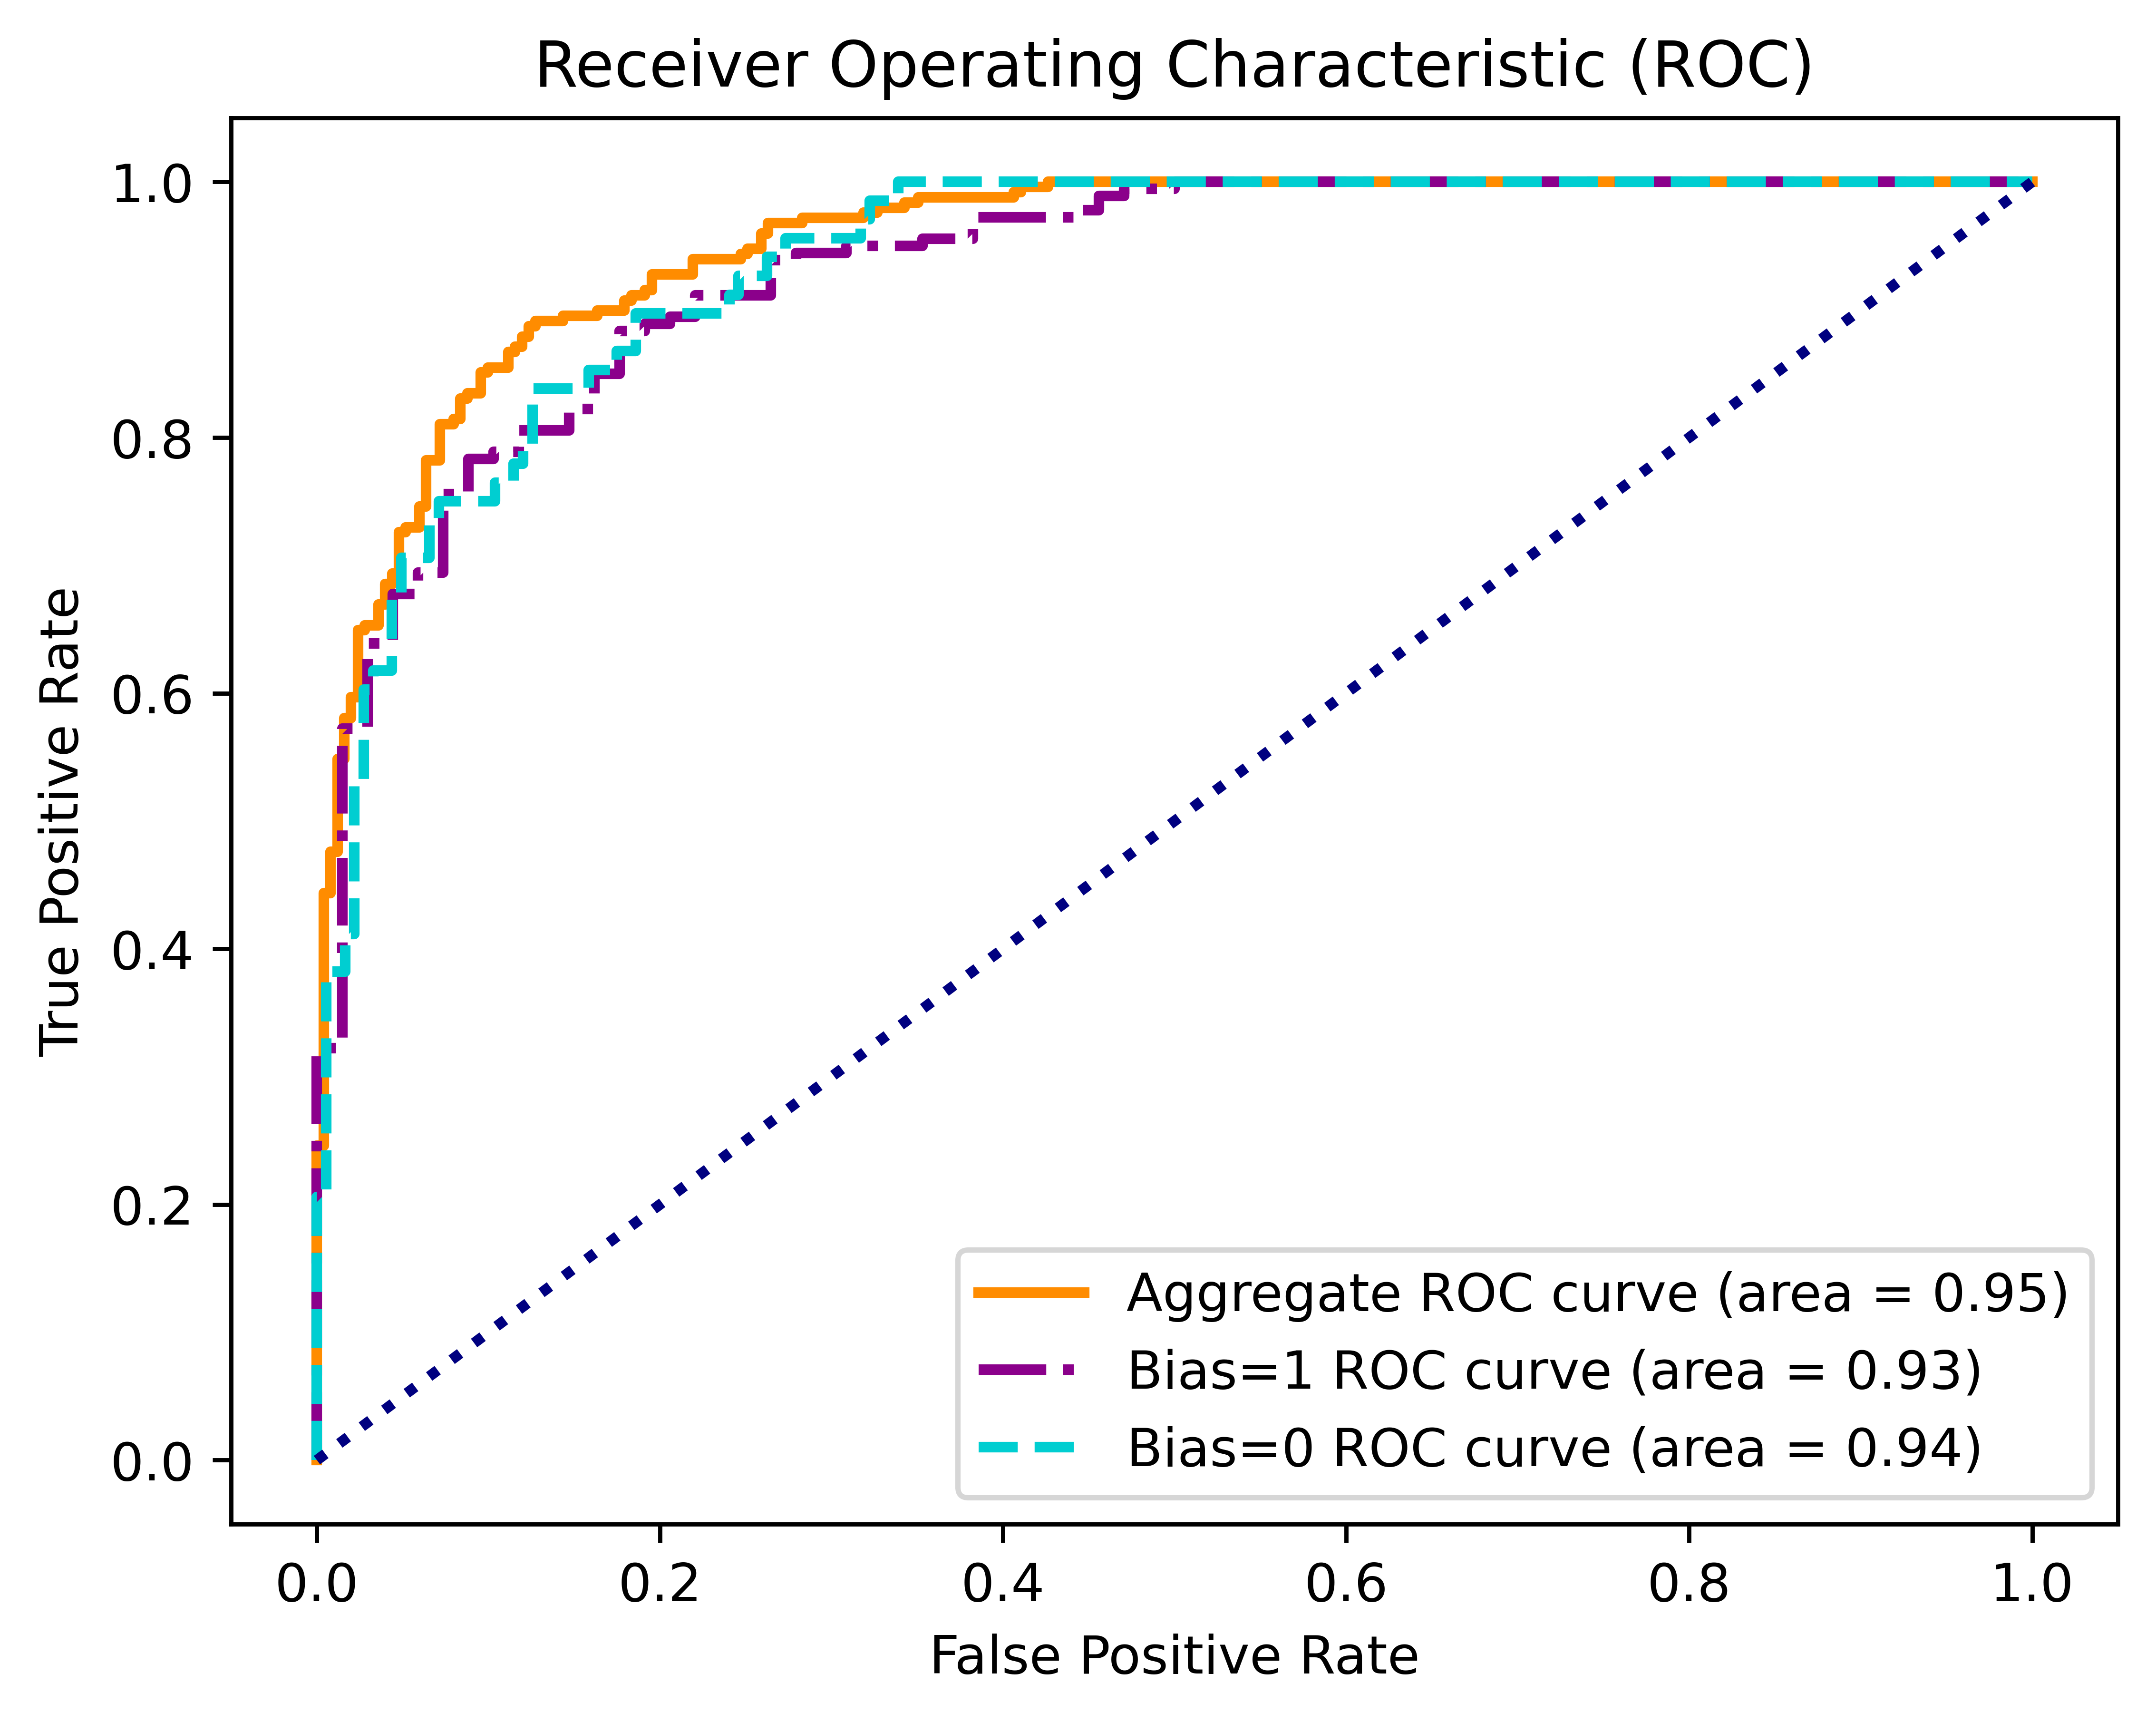 Receiver Operating Characteristic (ROC)
1.0
0.8
0.6
0.4
0.2
0.0
True Positive Rate
Aggregate ROC curve (area = 0.95)
Bias=1 ROC curve (area = 0.93)
Bias=0 ROC curve (area = 0.94)
0.0 0.2 0.4 0.6 0.8 1.0
False Positive Rate